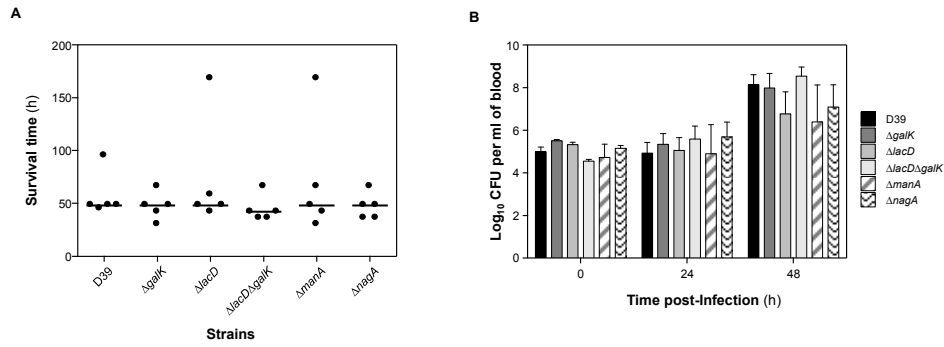 A
Survival time (h)
200
150
100
50
0
D39
ΔgalK
ΔlacD
ΔlacDΔgalK
ΔmanA
ΔnagA
Strains
B
Log10 CFU per ml of blood
10
8
6
4
2
0
0
24
48
Time post-Infection (h)
D39
ΔgalK
ΔlacD
ΔlacDΔgalK
ΔmanA
ΔnagA